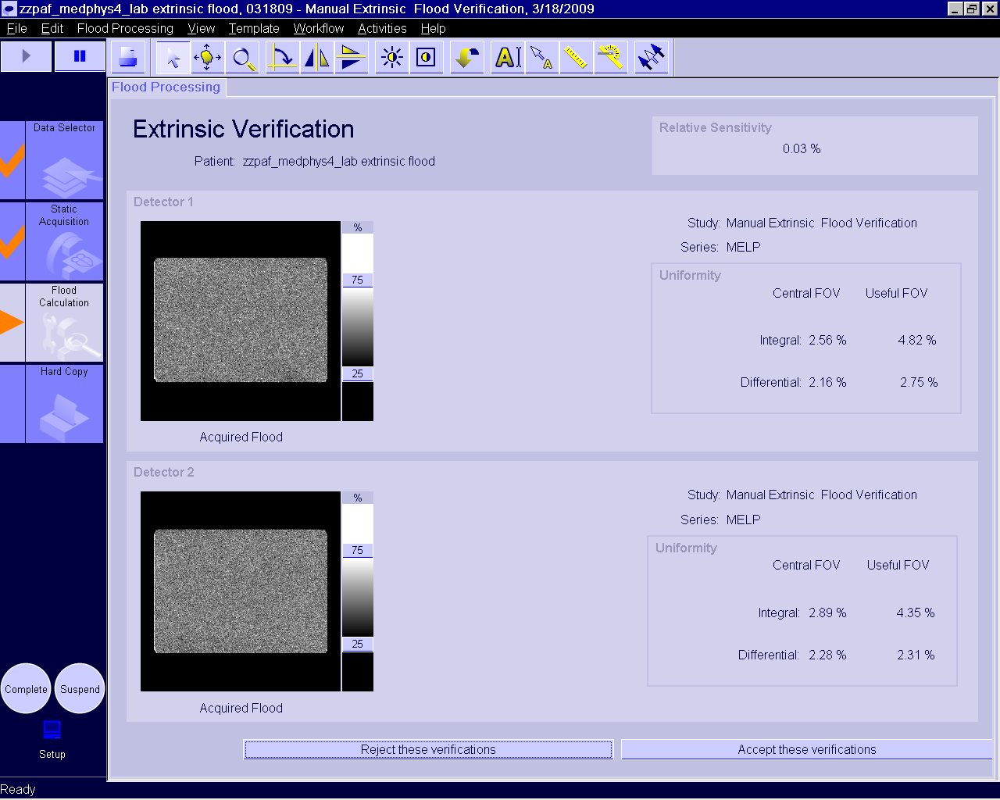 zzpaf_medphys4_lab extrinsic flood, 031809 - Manual Extrinsic  Flood Verification, 3/18/2009
File Edit Flood Processing View Template Workflow Activities Help
Flood Processing
Data Selector
Static
Acquisition
Flood
Calculation
Hard Copy
Complete Suspend
Setup
Extrinsic Verification
Patient: zzpaf_medphys4_lab extrinsic flood
Relative Sensitivity
0.03 %
Detector 1
%
75
25
Acquired Flood
Study: Manual Extrinsic  Flood Verification
Series: MELP
Uniformity
Central FOV Useful FOV
Integral: 2.56 % 4.82 %
Differential: 2.16 % 2.75 %
Detector 2
%
75
25
Acquired Flood
Study: Manual Extrinsic  Flood Verification
Series: MELP
Uniformity
Central FOV Useful FOV
Integral: 2.89 % 4.35 %
Differential: 2.28 % 2.31 %
Reject these verifications Accept these verifications
Ready